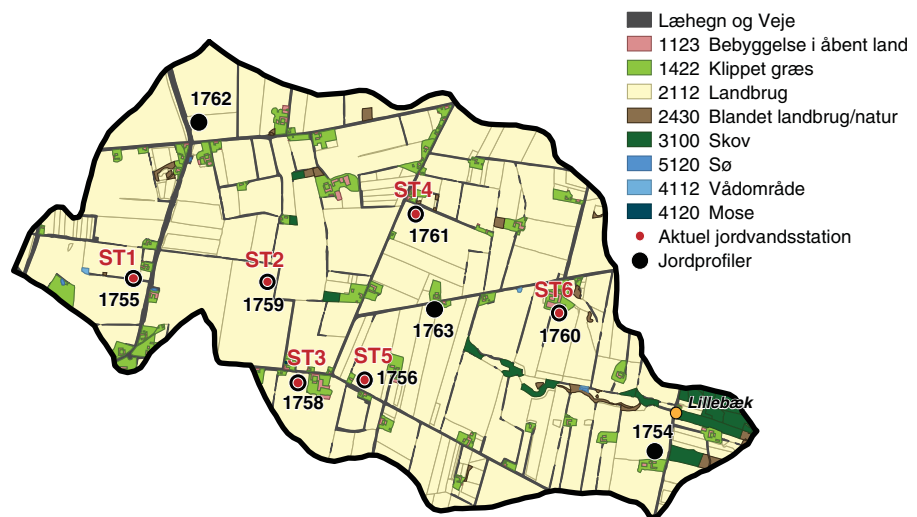 Læhegn og Veje
1123 Bebyggelse i åbent land
1422 Klippet græs
2112 Landbrug
2430 Blandet landbrug/natur
3100 Skov
5120 Sø
4112 Vådområde
4120 Mose
Aktuel jordvandsstation
Jordprofiler
1762
ST4
1761
ST1
1755
ST2
1759
1763
ST6
1760
ST3
1758
ST5
1756
Lillebæk
1754